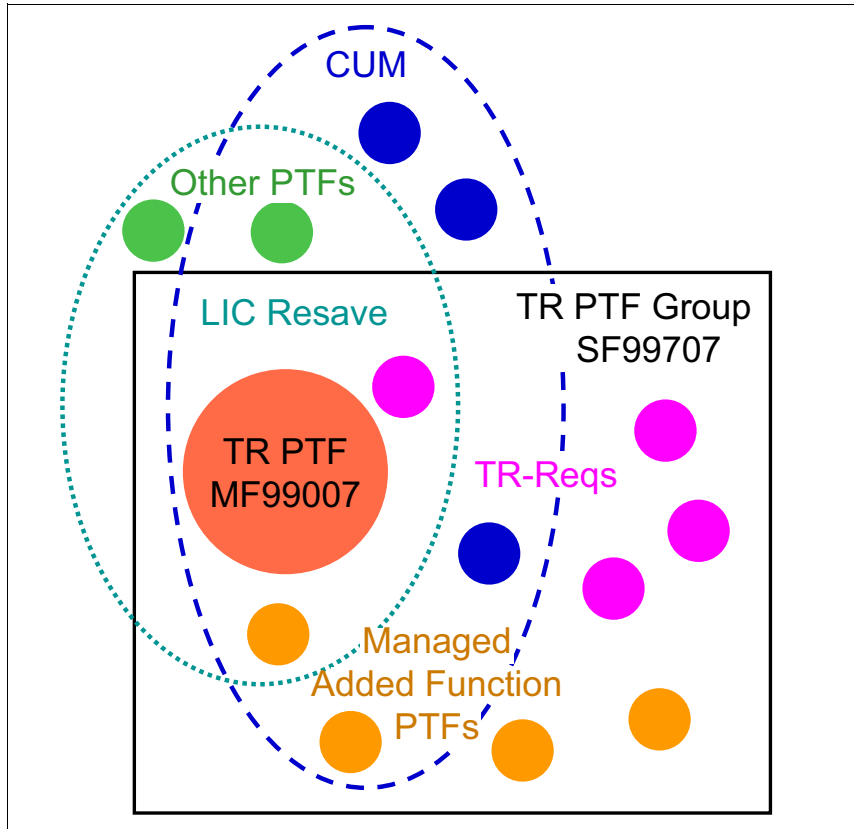 CUM
Other PTFs
LIC Resave
TR PTF Group
SF99707
TR PTF
MF99007
TR-Reqs
Managed
Added Function
PTFs